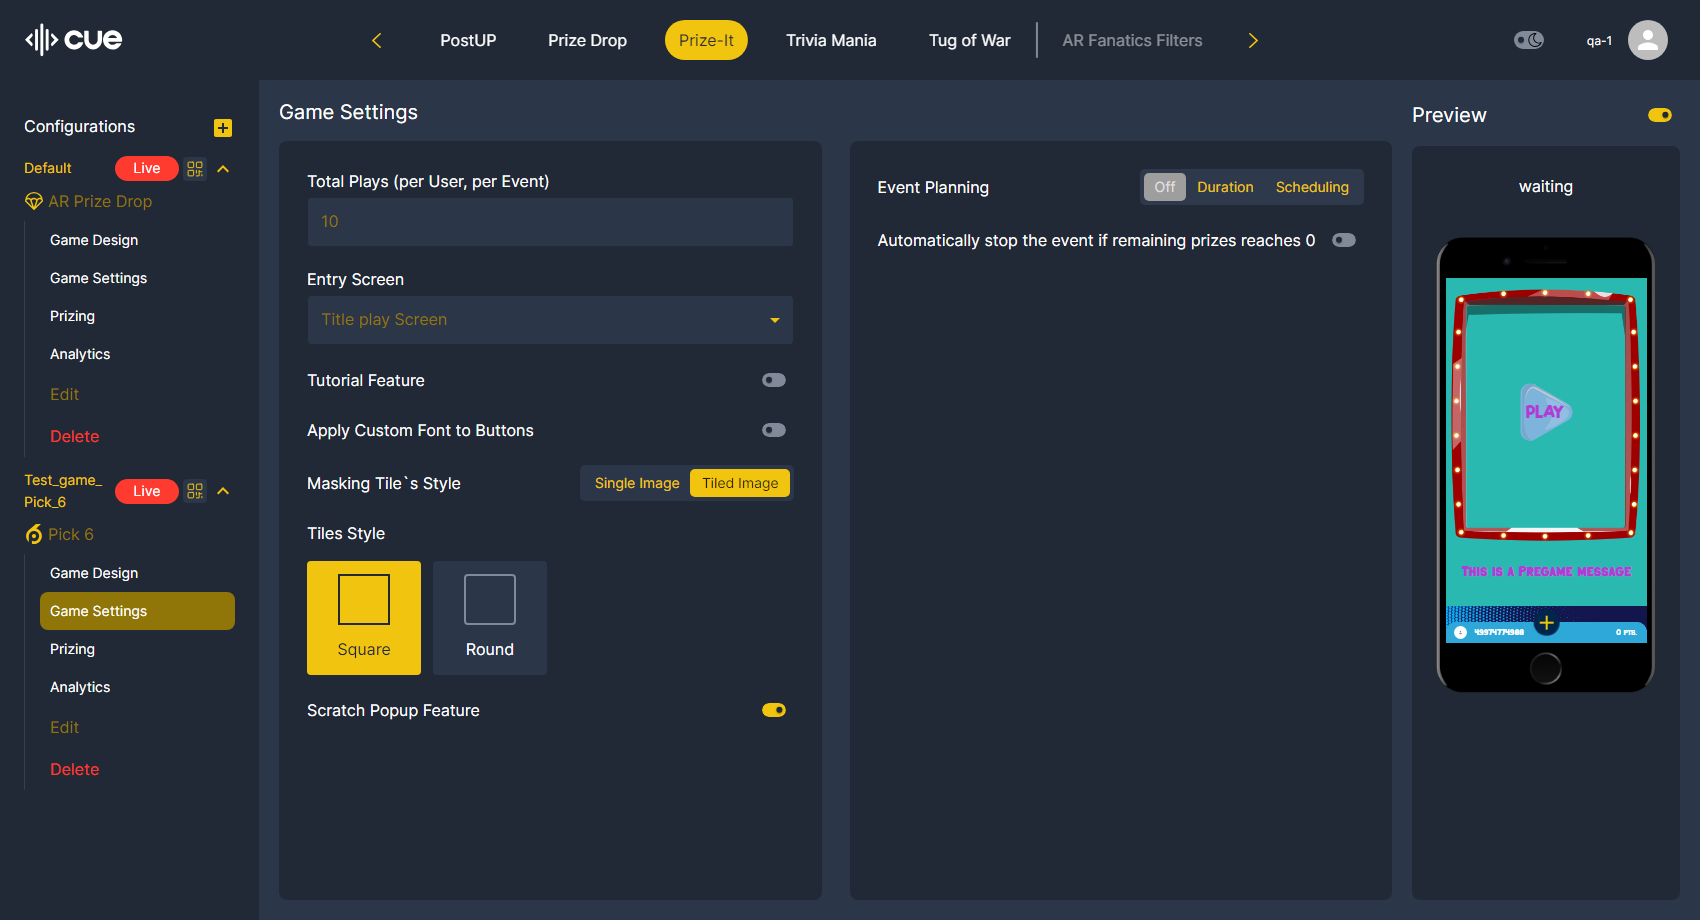 cue
PostUP
Prize Drop
Prize-It
Trivia Mania
Tug of War
AR Fanatics Filters
qa-1
Configurations
Default
Live
AR Prize Drop
Game Design
Game Settings
Prizing
Analytics
Edit
Delete
Test_game_
Pick_6
Live
Pick 6
Game Design
Game Settings
Prizing
Analytics
Edit
Delete
Game Settings
Total Plays (per User, per Event)
10
Entry Screen
Title play Screen
Tutorial Feature
Apply Custom Font to Buttons
Masking Tile`s Style
Single Image
Tiled Image
Tiles Style
Square
Round
Scratch Popup Feature
Event Planning
Off
Duration
Scheduling
Automatically stop the event if remaining prizes reaches 0
Preview
waiting
PLAY
This is a Pregame message
49974774988
0 PTS.